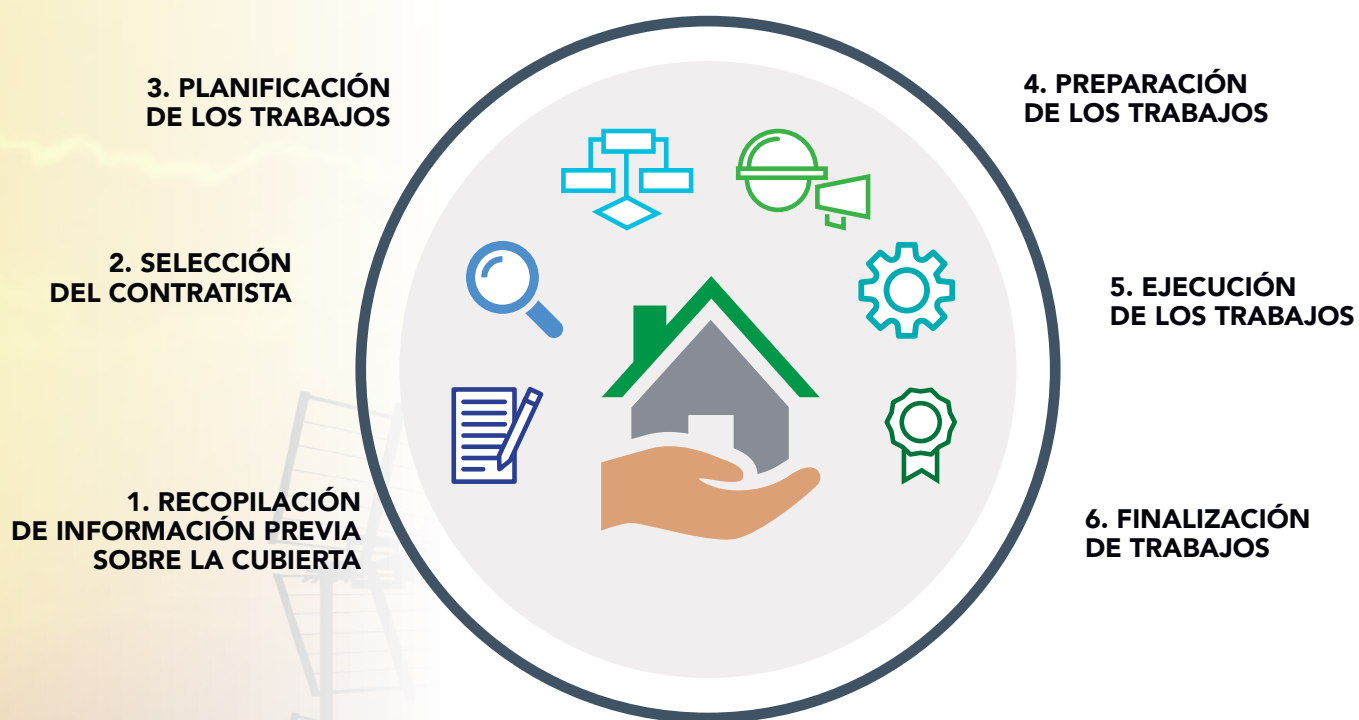 3. PLANIFICACIÓN
DE LOS TRABAJOS
4. PREPARACIÓN
DE LOS TRABAJOS
2. SELECCIÓN
DEL CONTRATISTA
5. EJECUCIÓN
DE LOS TRABAJOS
1. RECOPILACIÓN
DE INFORMACIÓN PREVIA
SOBRE LA CUBIERTA
6. FINALIZACIÓN
DE TRABAJOS